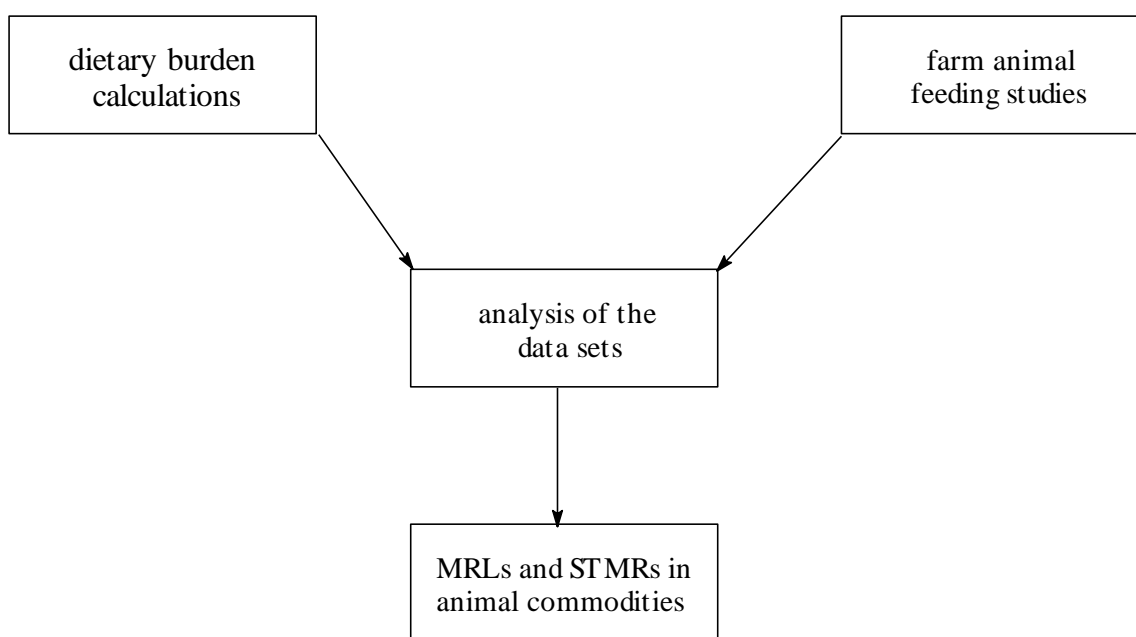 dietary burden
calculations
farm animal
feeding studies
analysis of the
data sets
MRLs and STMRs in
animal commodities